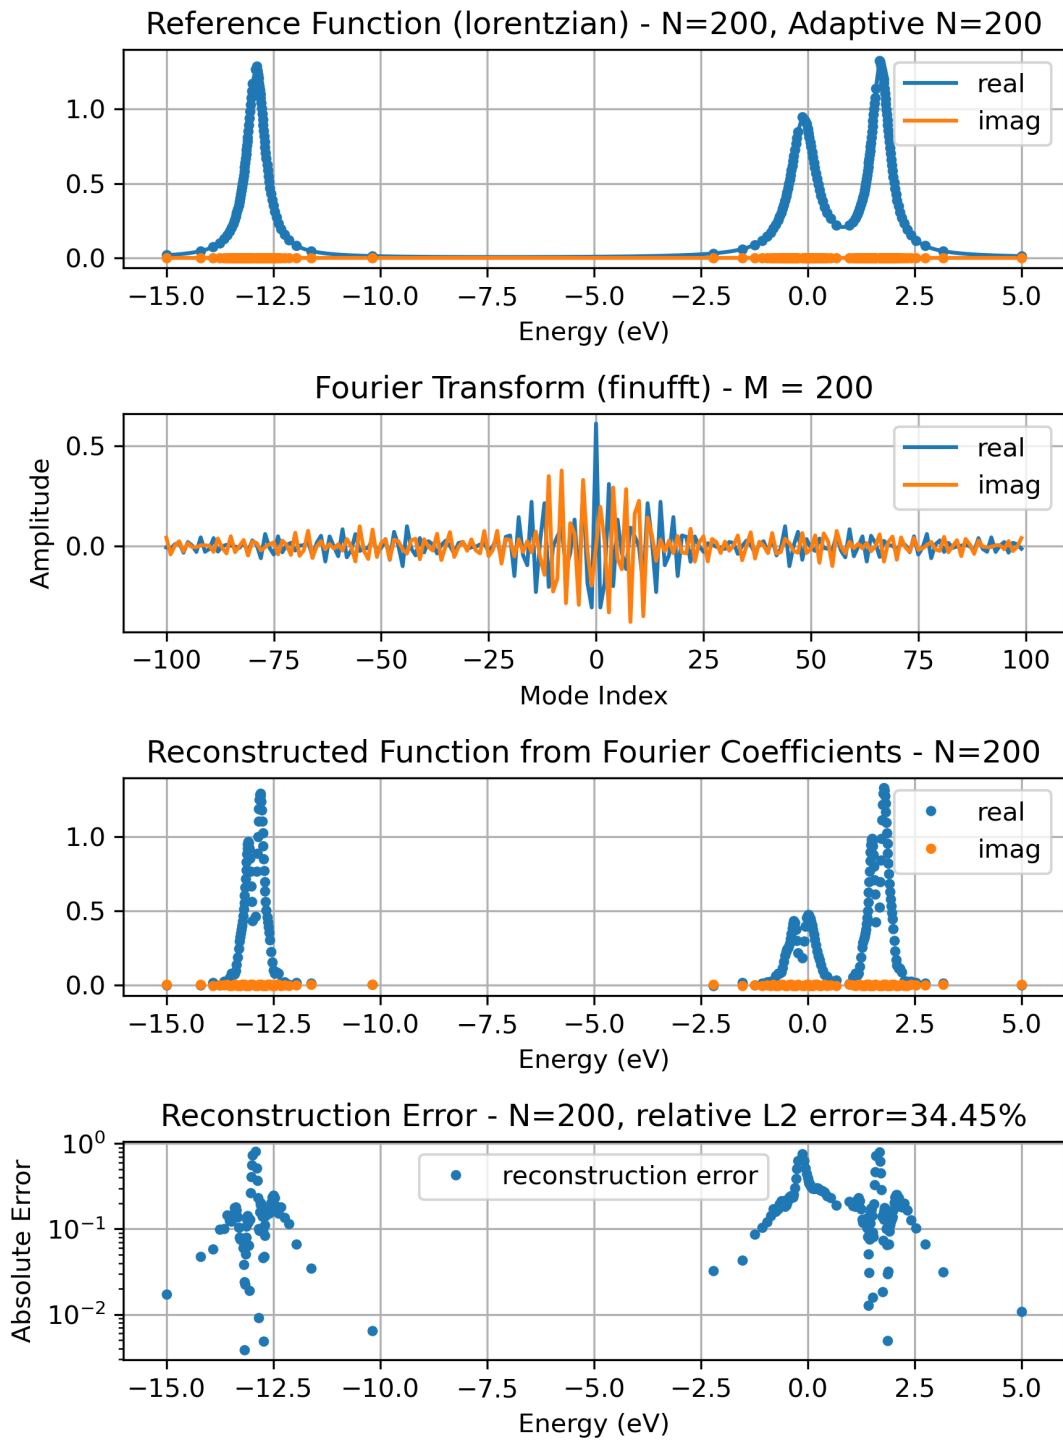 Reference Function (lorentzian) - N=200, Adaptive N=200
real
imag
1.0
0.5
0.0
−15.0 −12.5 −10.0 −7.5 −5.0 −2.5 0.0 2.5 5.0
Energy (eV)
Fourier Transform (finufft) - M = 200
real
imag
0.5
0.0
Amplitude
−100 −75 −50 −25 0 25 50 75 100
Mode Index
Reconstructed Function from Fourier Coefficients - N=200
real
imag
1.0
0.5
0.0
−15.0 −12.5 −10.0 −7.5 −5.0 −2.5 0.0 2.5 5.0
Energy (eV)
Reconstruction Error - N=200, relative L2 error=34.45%
reconstruction error
10⁰
10⁻¹
10⁻²
Absolute Error
−15.0 −12.5 −10.0 −7.5 −5.0 −2.5 0.0 2.5 5.0
Energy (eV)